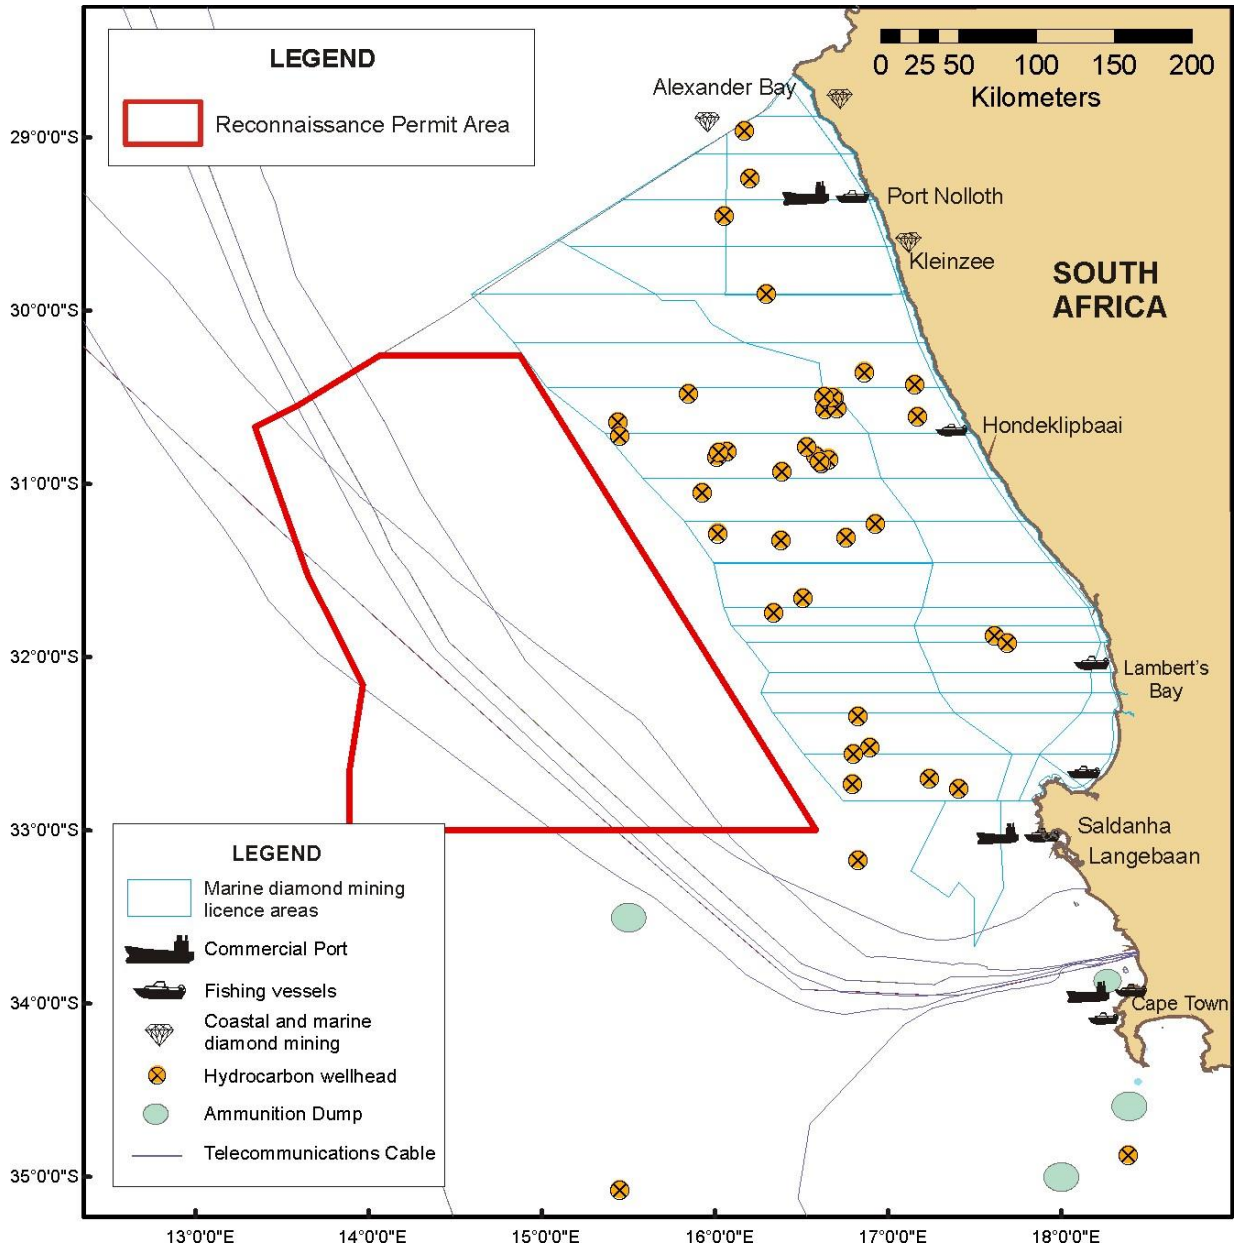 LEGEND
Reconnaissance Permit Area
0 25 50 100 150 200
Kilometers
Alexander Bay
Port Nolloth
Kleinzee
SOUTH
AFRICA
Hondeklipbaai
Lambert's
Bay
Saldanha
Langebaan
Cape Town
29°0'0"S
30°0'0"S
31°0'0"S
32°0'0"S
33°0'0"S
34°0'0"S
35°0'0"S
LEGEND
Marine diamond mining
licence areas
Commercial Port
Fishing vessels
Coastal and marine
diamond mining
Hydrocarbon wellhead
Ammunition Dump
Telecommunications Cable
13°0'0"E 14°0'0"E 15°0'0"E 16°0'0"E 17°0'0"E 18°0'0"E